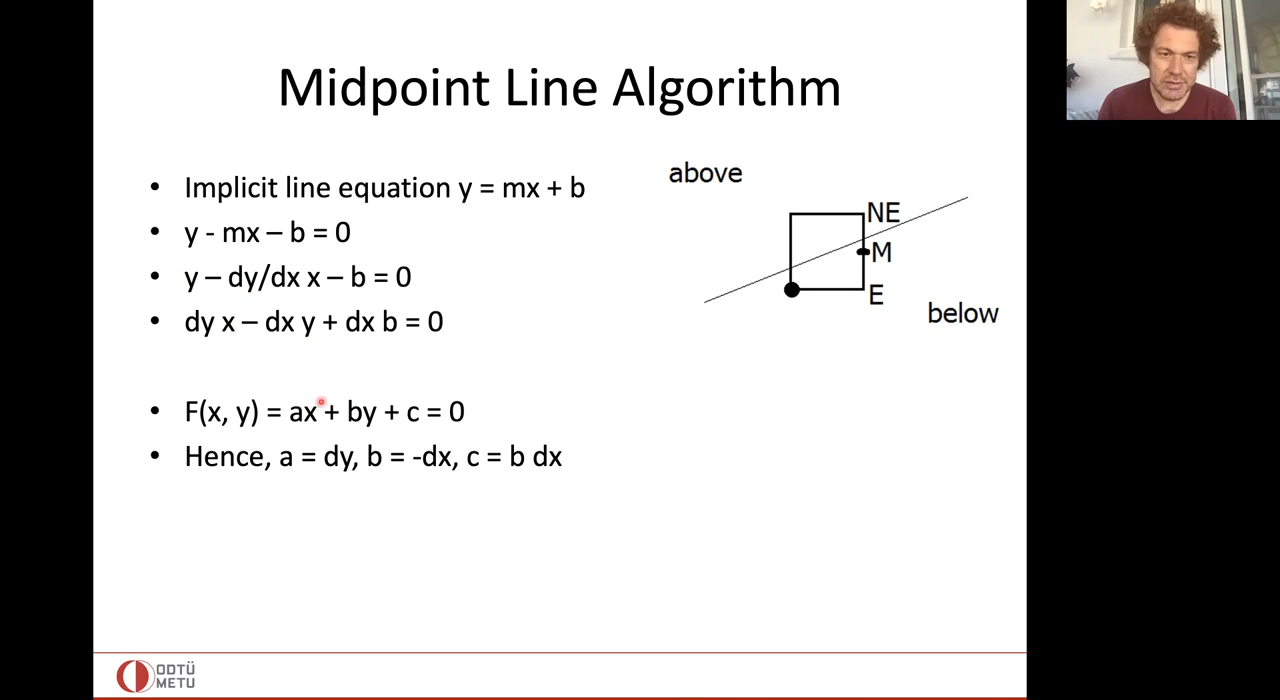 Midpoint Line Algorithm
• Implicit line equation y = mx + b
• y - mx – b = 0
• y – dy/dx x – b = 0
• dy x – dx y + dx b = 0
• F(x, y) = ax + by + c = 0
• Hence, a = dy, b = -dx, c = b dx
above
NE
M
E
below
ODTÜ
METU